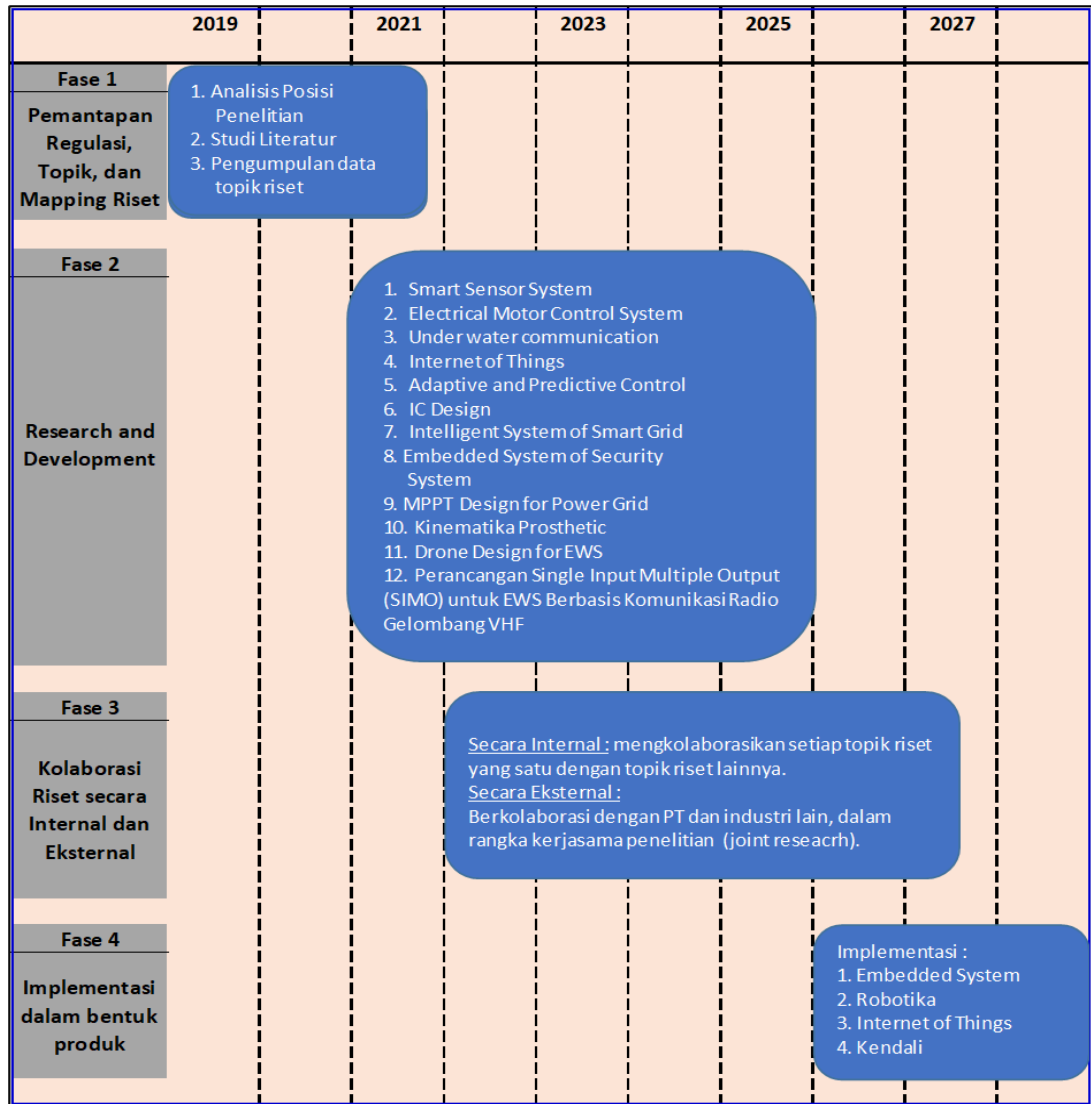 2019 2021 2023 2025 2027
Fase 1
Pemantapan
Regulasi,
Topik, dan
Mapping Riset
1. Analisis Posisi
Penelitian
2. Studi Literatur
3. Pengumpulan data
topik riset
Fase 2
Research and
Development
1. Smart Sensor System
2. Electrical Motor Control System
3. Under water communication
4. Internet of Things
5. Adaptive and Predictive Control
6. IC Design
7. Intelligent System of Smart Grid
8. Embedded System of Security
System
9. MPPT Design for Power Grid
10. Kinematika Prosthetic
11. Drone Design for EWS
12. Perancangan Single Input Multiple Output
(SIMO) untuk EWS Berbasis Komunikasi Radio
Gelombang VHF
Fase 3
Kolaborasi
Riset secara
Internal dan
Eksternal
Secara Internal : mengkolaborasikan setiap topik riset
yang satu dengan topik riset lainnya.
Secara Eksternal :
Berkolaborasi dengan PT dan industri lain, dalam
rangka kerjasama penelitian (joint reseacrh).
Fase 4
Implementasi
dalam bentuk
produk
Implementasi :
1. Embedded System
2. Robotika
3. Internet of Things
4. Kendali